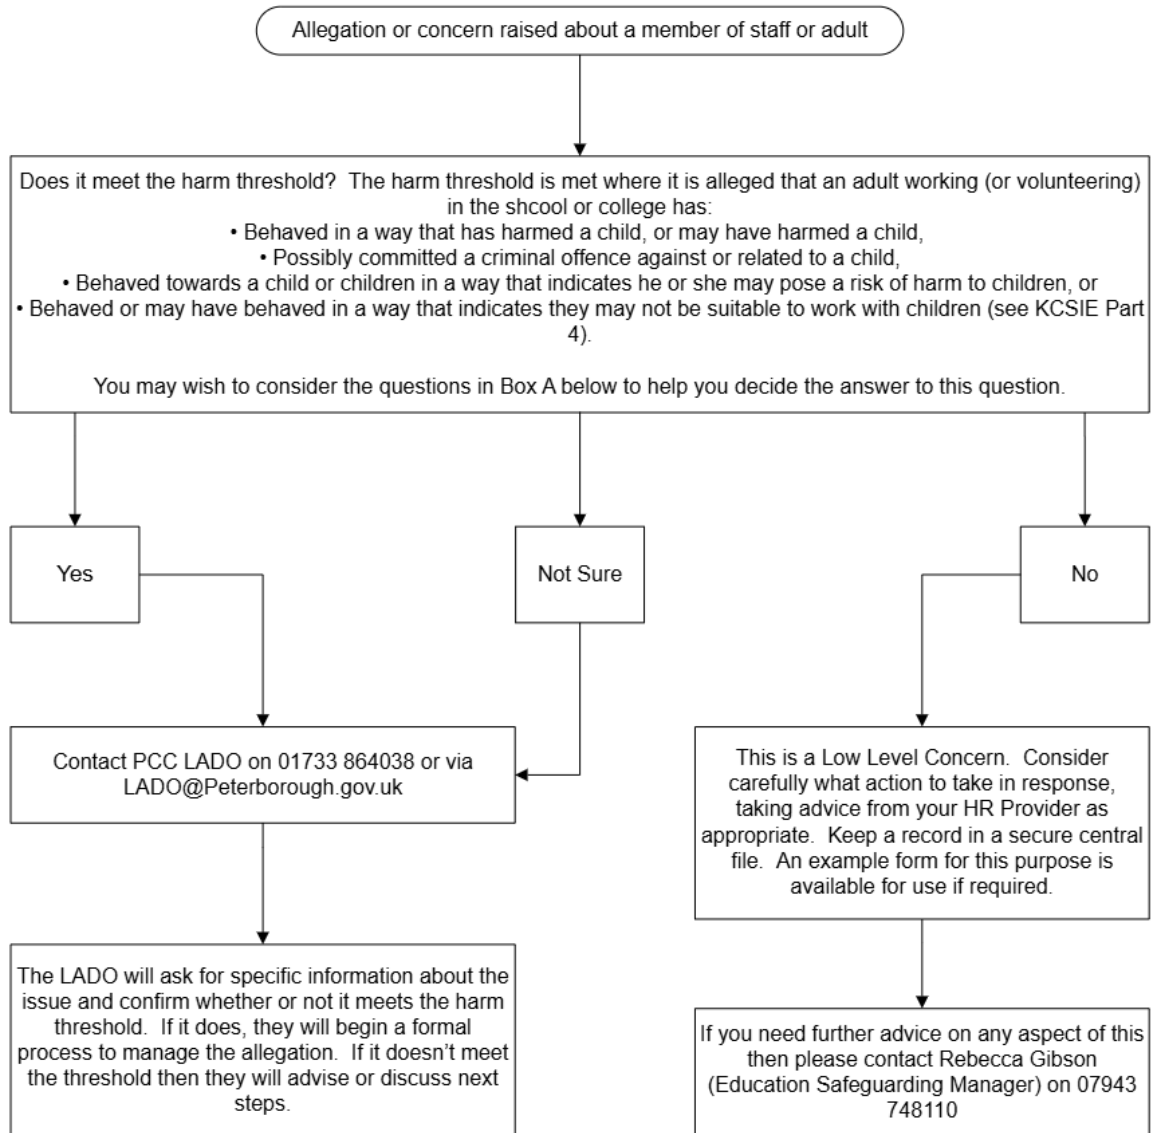 Allegation or concern raised about a member of staff or adult
Does it meet the harm threshold?  The harm threshold is met where it is alleged that an adult working (or volunteering)
in the shcool or college has:
• Behaved in a way that has harmed a child, or may have harmed a child,
• Possibly committed a criminal offence against or related to a child,
• Behaved towards a child or children in a way that indicates he or she may pose a risk of harm to children, or
• Behaved or may have behaved in a way that indicates they may not be suitable to work with children (see KCSIE Part
4).
You may wish to consider the questions in Box A below to help you decide the answer to this question.
Yes
Not Sure
No
Contact PCC LADO on 01733 864038 or via
LADO@Peterborough.gov.uk
This is a Low Level Concern.  Consider
carefully what action to take in response,
taking advice from your HR Provider as
appropriate.  Keep a record in a secure central
file.  An example form for this purpose is
available for use if required.
The LADO will ask for specific information about the
issue and confirm whether or not it meets the harm
threshold.  If it does, they will begin a formal
process to manage the allegation.  If it doesn't meet
the threshold then they will advise or discuss next
steps.
If you need further advice on any aspect of this
then please contact Rebecca Gibson
(Education Safeguarding Manager) on 07943
748110